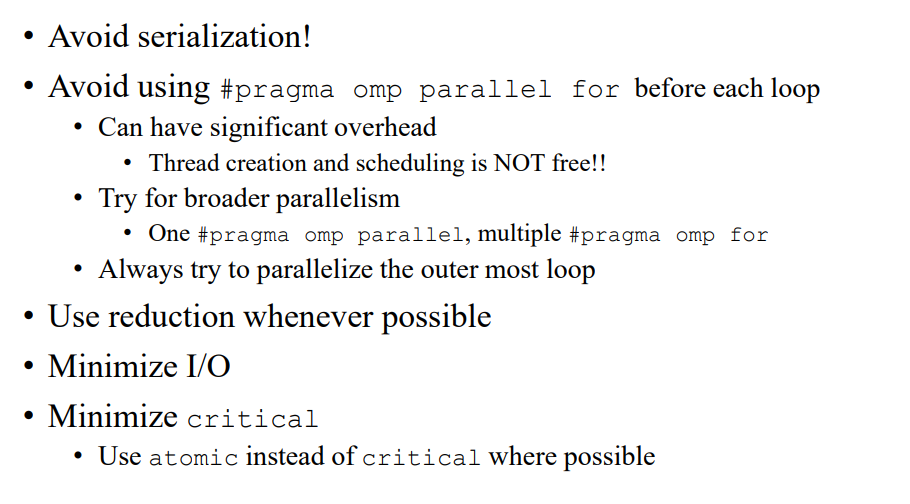 • Avoid serialization!
• Avoid using #pragma omp parallel for before each loop
• Can have significant overhead
• Thread creation and scheduling is NOT free!!
• Try for broader parallelism
• One #pragma omp parallel, multiple #pragma omp for
• Always try to parallelize the outer most loop
• Use reduction whenever possible
• Minimize I/O
• Minimize critical
• Use atomic instead of critical where possible